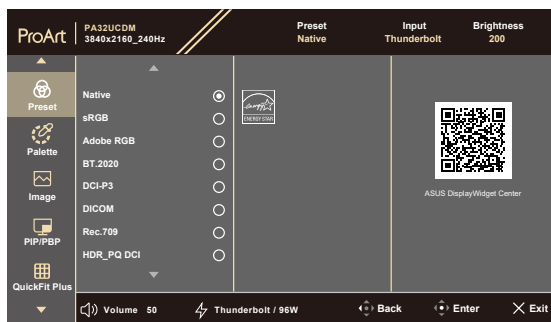 ProArt
PA32UCDM
3840x2160_240Hz
Preset
Native
Input
Thunderbolt
Brightness
200
Preset
Palette
Image
PIP/PBP
QuickFit Plus
Native
sRGB
Adobe RGB
BT.2020
DCI-P3
DICOM
Rec.709
HDR_PQ DCI
energy
ENERGY STAR
ASUS DisplayWidget Center
Volume 50
Thunderbolt / 96W
Back
Enter
Exit